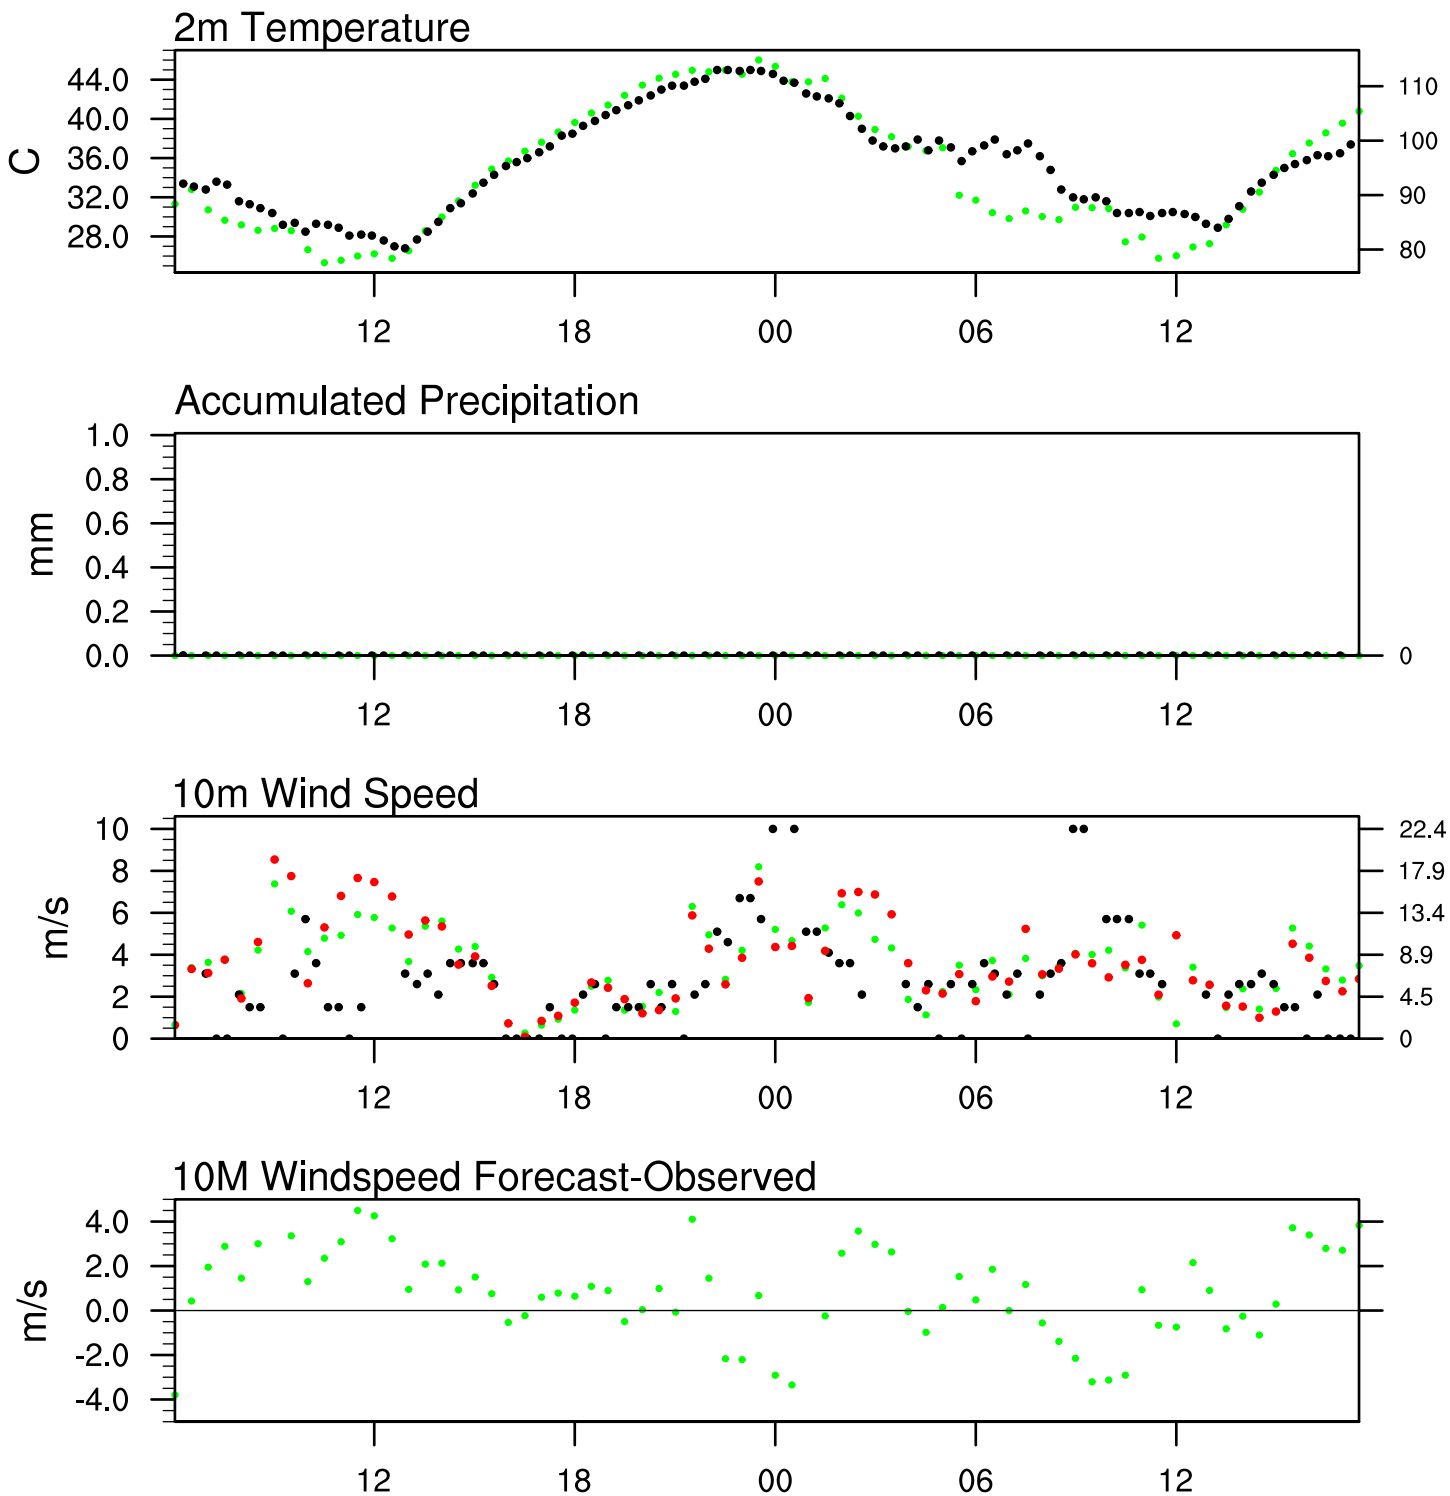 2m Temperature
44.0
40.0
36.0
32.0
28.0
C
110
100
90
80
12 18 00 06 12
Accumulated Precipitation
1.0
0.8
0.6
0.4
0.2
0.0
mm
0
12 18 00 06 12
10m Wind Speed
10
8
6
4
2
0
m/s
22.4
17.9
13.4
8.9
4.5
0
12 18 00 06 12
10M Windspeed Forecast-Observed
4.0
2.0
0.0
-2.0
-4.0
m/s
12 18 00 06 12